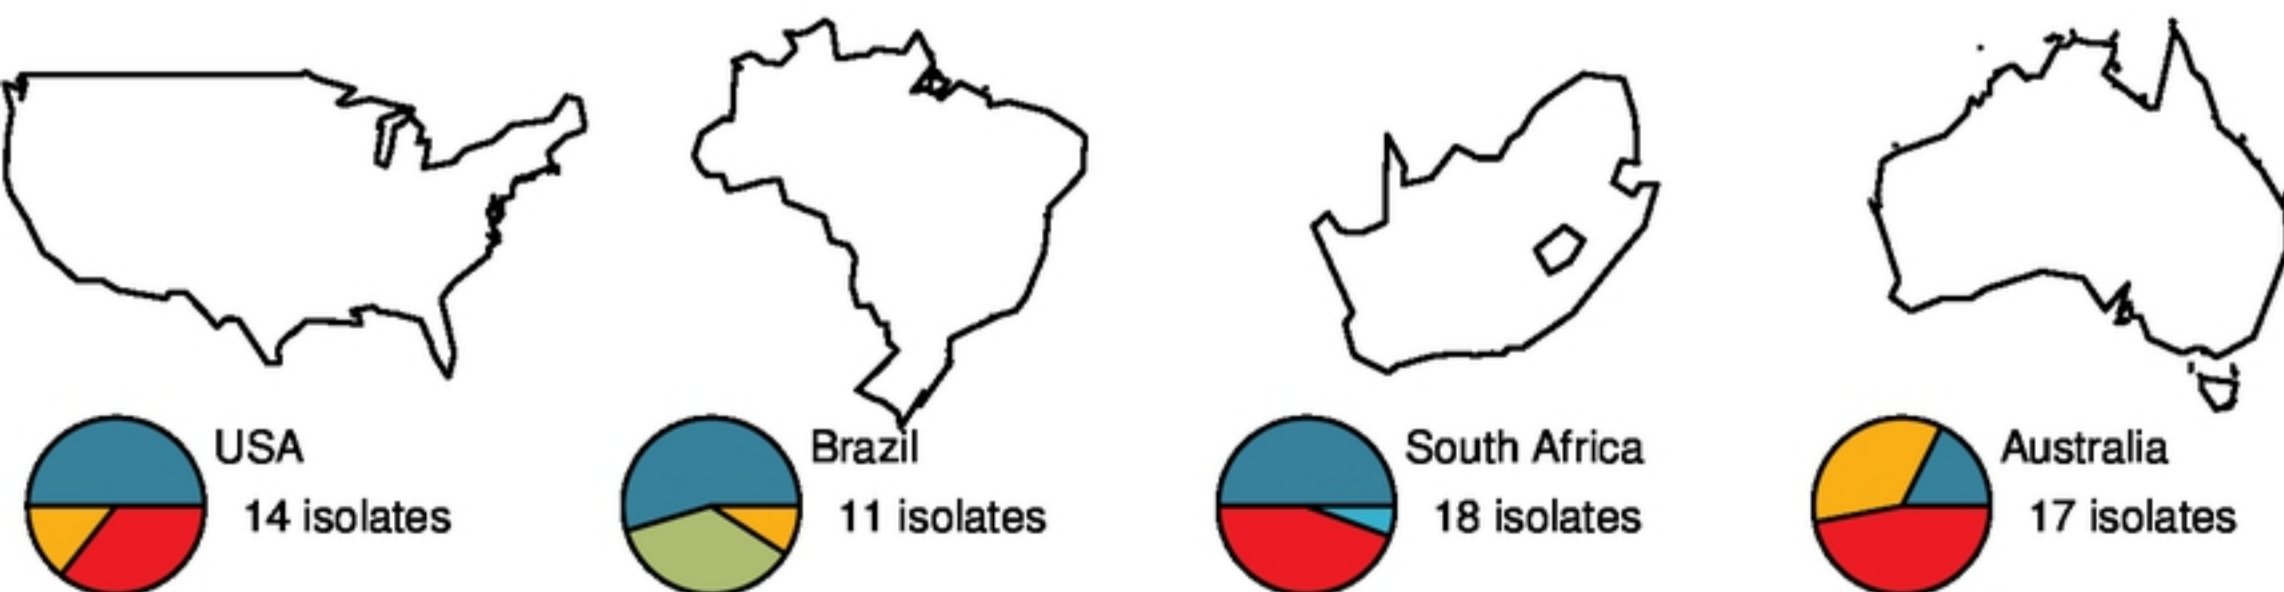 USA
14 isolates
Brazil
11 isolates
South Africa
18 isolates
Australia
17 isolates